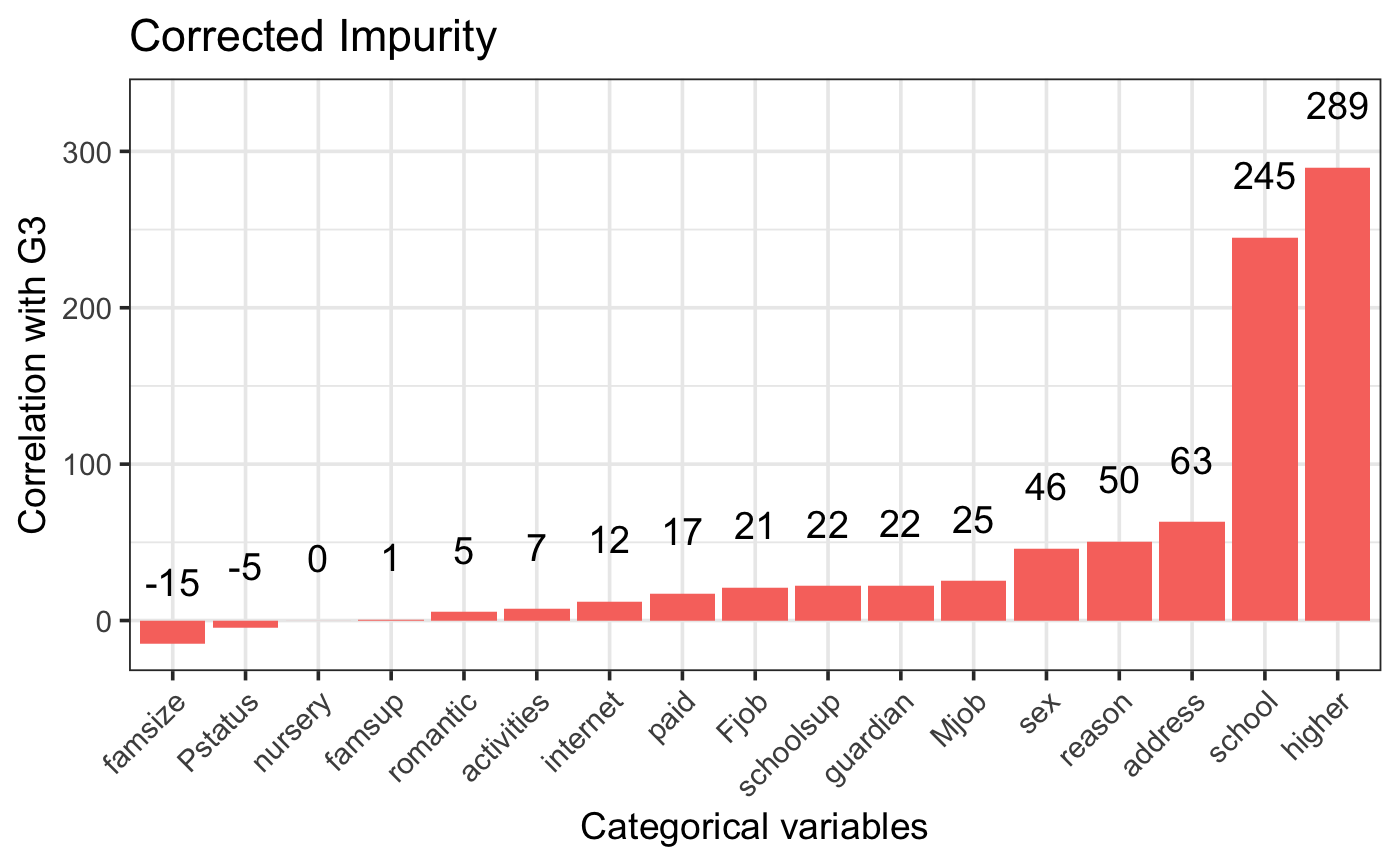 Corrected Impurity
Correlation with G3
300
200
100
0
-15
-5
0
1
5
7
12
17
21
22
22
25
46
50
63
245
289
famsize
Pstatus
nursery
famsup
romantic
activities
internet
paid
Fjob
schoolsup
guardian
Mjob
sex
reason
address
school
higher
Categorical variables